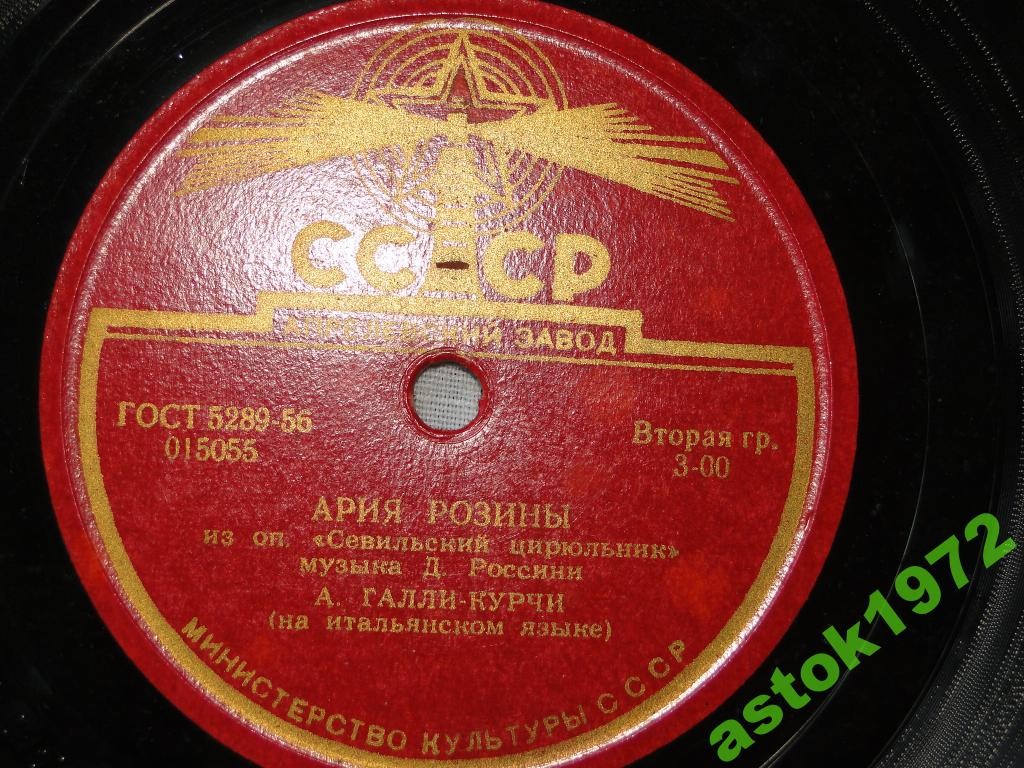 СССР
АПРЕЛЕВСКИЙ ЗАВОД
ГОСТ 5289-56
015055
Вторая гр.
3-00
АРИЯ РОЗИНЫ
из оп. «Севильский цирюльник»
музыка Д. Россини
А. ГАЛЛИ-КУРЧИ
(на итальянском языке)
МИНИСТЕРСТВО КУЛЬТУРЫ СССР
astok1972